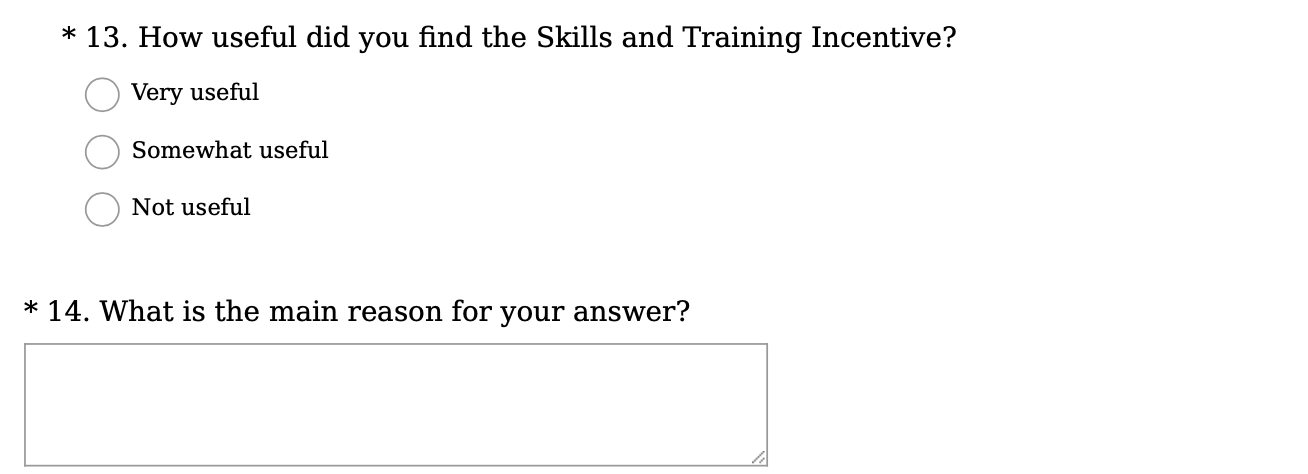 * 13. How useful did you find the Skills and Training Incentive?
Very useful
Somewhat useful
Not useful
* 14. What is the main reason for your answer?